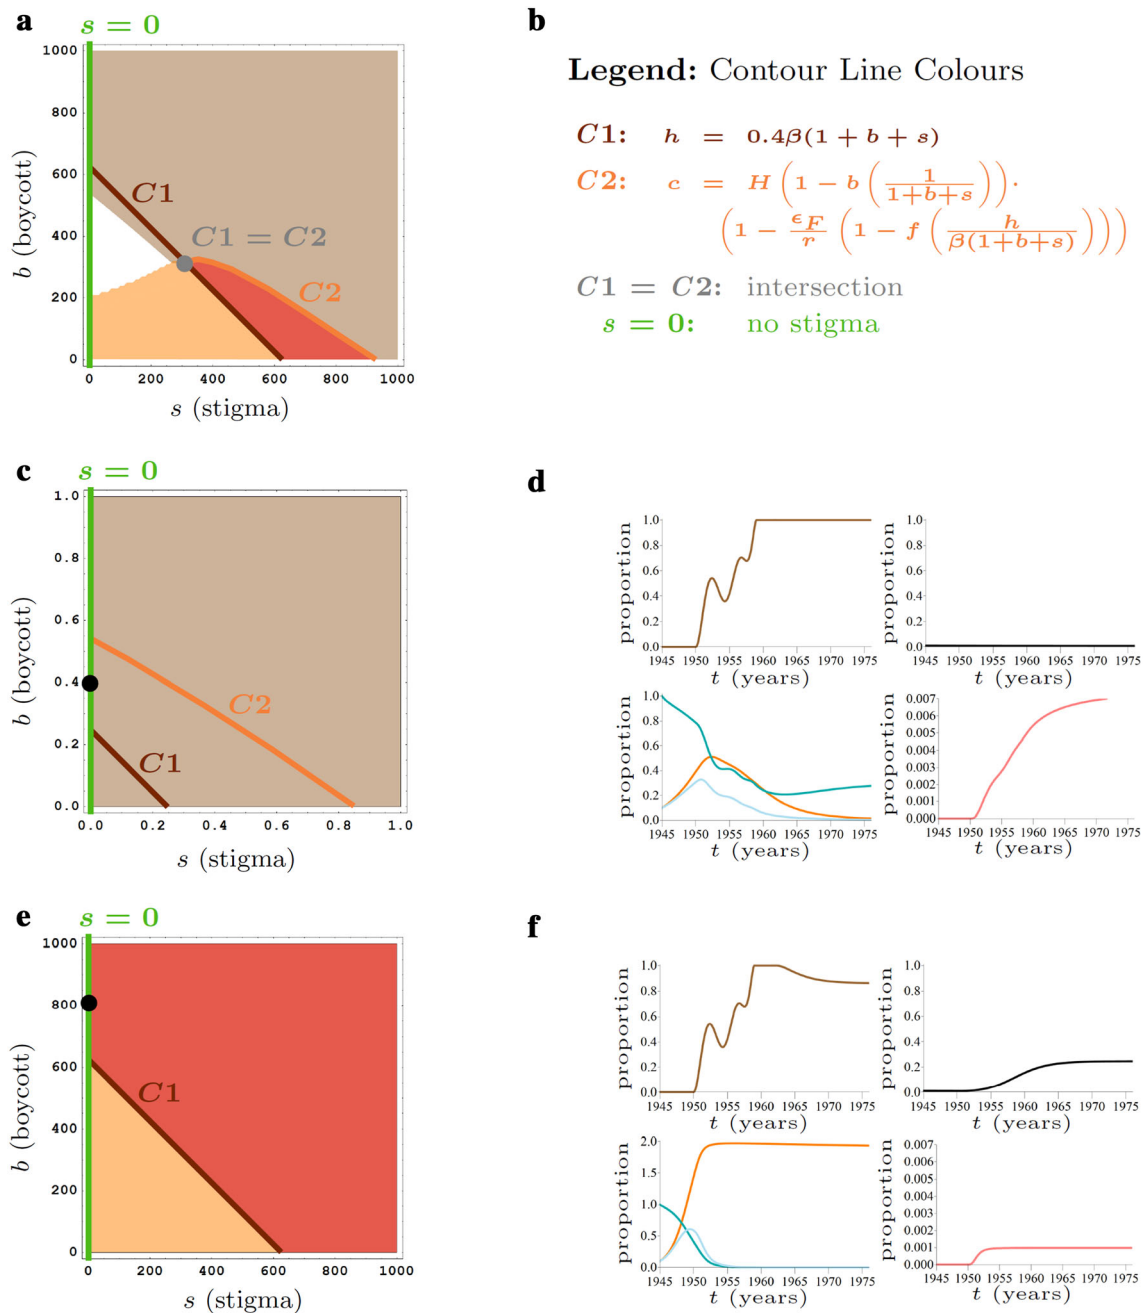 a
s = 0
1000
800
600
400
200
0
b (boycott)
C1
C1 = C2
C2
0 200 400 600 800 1000
s (stigma)
b
Legend: Contour Line Colours
C1: h = 0.4β(1 + b + s)
C2: c = H (1 − b (1/(1+b+s))) ·
(1 − ϵF/r (1 − f (h/(β(1+b+s)))))
C1 = C2: intersection
s = 0: no stigma
c
s = 0
1.0
0.8
0.6
0.4
0.2
0.0
b (boycott)
C2
C1
0.0 0.2 0.4 0.6 0.8 1.0
s (stigma)
d
proportion
1.0
0.8
0.6
0.4
0.2
0.0
1945 1950 1955 1960 1965 1970 1975
t (years)
proportion
1.0
0.8
0.6
0.4
0.2
0.0
1945 1950 1955 1960 1965 1970 1975
t (years)
proportion
1.0
0.8
0.6
0.4
0.2
0.0
1945 1950 1955 1960 1965 1970 1975
t (years)
proportion
0.007
0.006
0.005
0.004
0.003
0.002
0.001
0.000
1945 1950 1955 1960 1965 1970 1975
t (years)
e
s = 0
1000
800
600
400
200
0
b (boycott)
C1
0 200 400 600 800 1000
s (stigma)
f
proportion
1.0
0.8
0.6
0.4
0.2
0.0
1945 1950 1955 1960 1965 1970 1975
t (years)
proportion
1.0
0.8
0.6
0.4
0.2
0.0
1945 1950 1955 1960 1965 1970 1975
t (years)
proportion
2.0
1.5
1.0
0.5
0.0
1945 1950 1955 1960 1965 1970 1975
t (years)
proportion
0.007
0.006
0.005
0.004
0.003
0.002
0.001
0.000
1945 1950 1955 1960 1965 1970 1975
t (years)